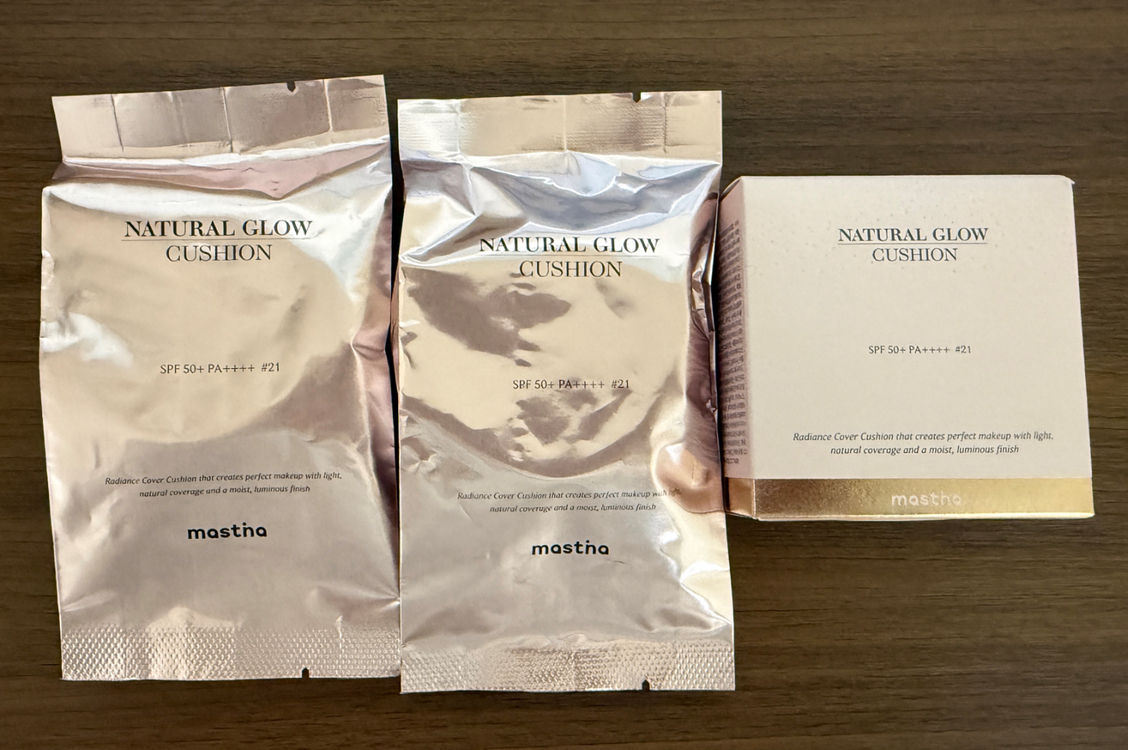 NATURAL GLOW
CUSHION
SPF 50+ PA++++ #21
Radiance Cover Cushion that creates perfect makeup with light,
natural coverage and a moist, luminous finish
mastina
NATURAL GLOW
CUSHION
SPF 50+ PA++++ #21
Radiance Cover Cushion that creates perfect makeup with light,
natural coverage and a moist, luminous finish
mastina
NATURAL GLOW
CUSHION
SPF 50+ PA++++ #21
Radiance Cover Cushion that creates perfect makeup with light,
natural coverage and a moist, luminous finish
mastina